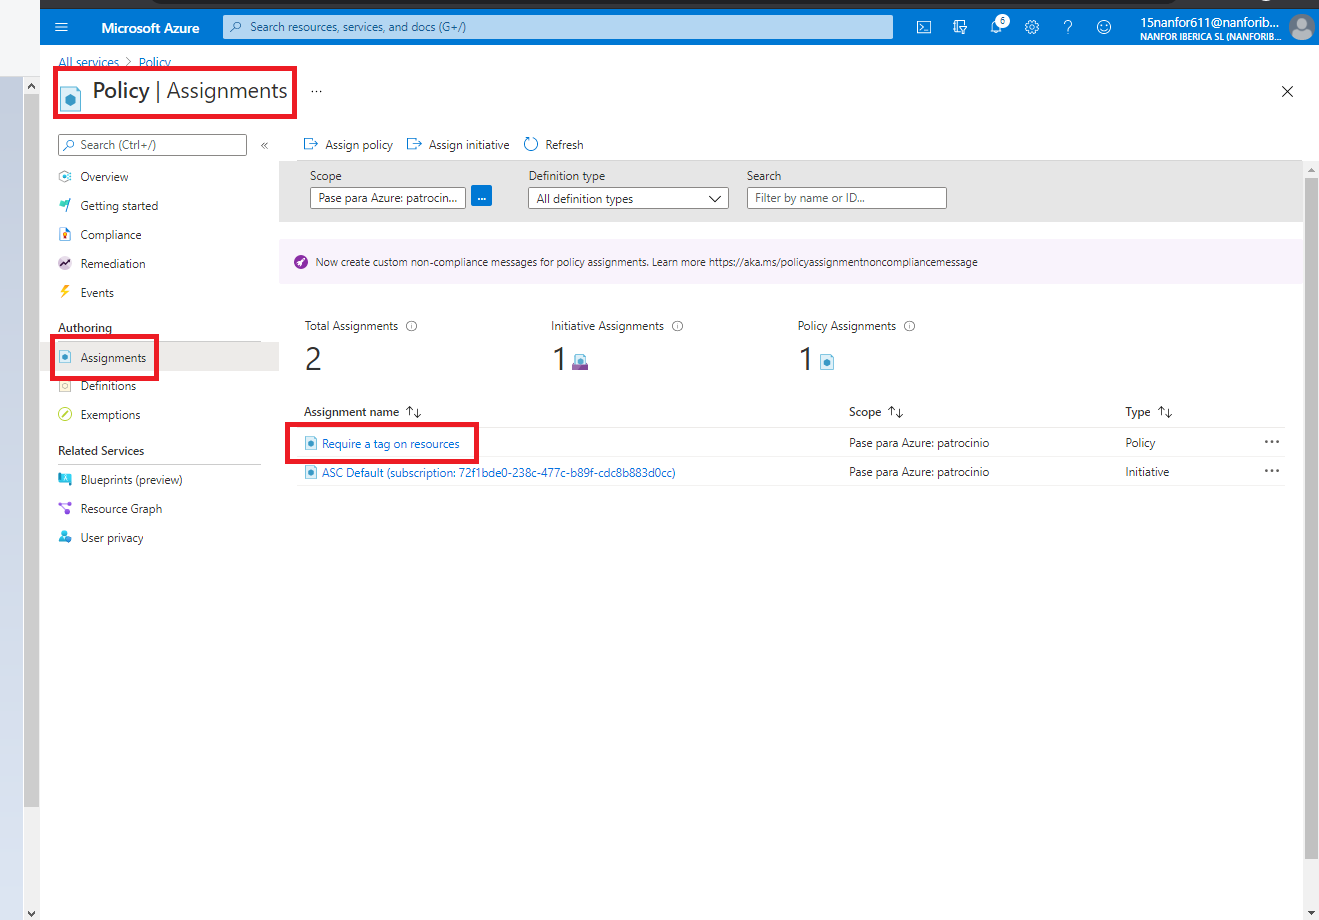 Microsoft Azure
Search resources, services, and docs (G+/)
6
15nanfor611@nanforib...
NANFOR IBERICA SL (NANFORIB...
All services > Policy
Policy | Assignments
...
Search (Ctrl+/)
«
Assign policy
Assign initiative
Refresh
Overview
Getting started
Compliance
Remediation
Events
Authoring
Assignments
Definitions
Exemptions
Related Services
Blueprints (preview)
Resource Graph
User privacy
Scope
Definition type
Search
Pase para Azure: patrocin...
...
All definition types
Filter by name or ID...
Now create custom non-compliance messages for policy assignments. Learn more https://aka.ms/policyassignmentnoncompliancemessage
Total Assignments
Initiative Assignments
Policy Assignments
2
1
1
Assignment name
Scope
Type
Require a tag on resources
Pase para Azure: patrocinio
Policy
...
ASC Default (subscription: 72f1bde0-238c-477c-b89f-cdc8b883d0cc)
Pase para Azure: patrocinio
Initiative
...